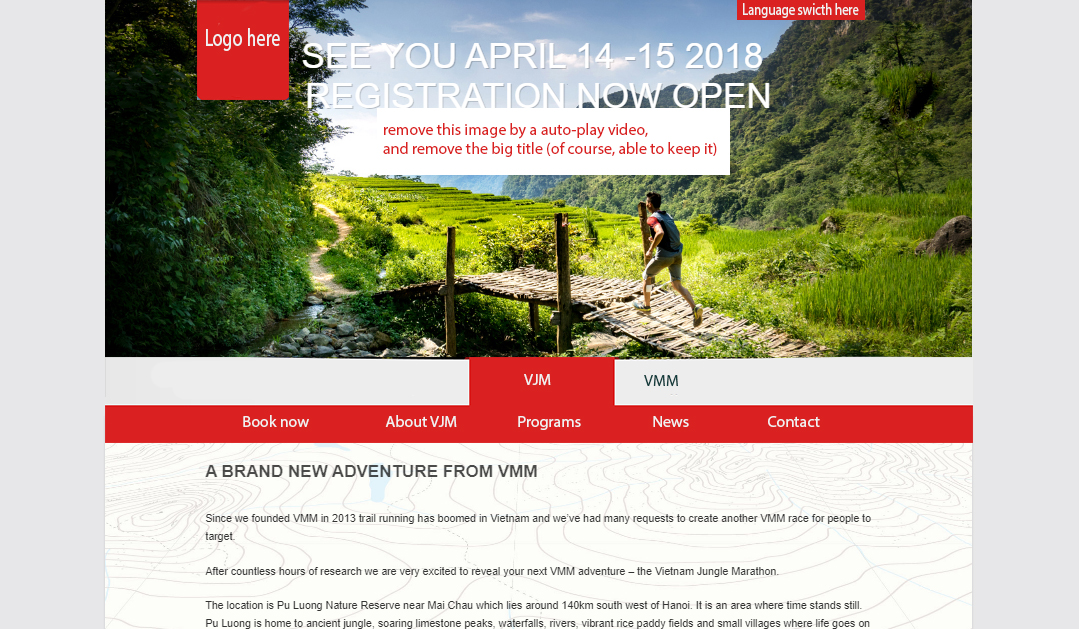 Language swicth here
Logo here
SEE YOU APRIL 14 -15 2018
REGISTRATION NOW OPEN
remove this image by a auto-play video,
and remove the big title (of course, able to keep it)
VJM
VMM
Book now
About VJM
Programs
News
Contact
A BRAND NEW ADVENTURE FROM VMM
Since we founded VMM in 2013 trail running has boomed in Vietnam and we've had many requests to create another VMM race for people to
target.
After countless hours of research we are very excited to reveal your next VMM adventure – the Vietnam Jungle Marathon.
The location is Pu Luong Nature Reserve near Mai Chau which lies around 140km south west of Hanoi. It is an area where time stands still.
Pu Luong is home to ancient jungle, soaring limestone peaks, waterfalls, rivers, vibrant rice paddy fields and small villages where life goes on